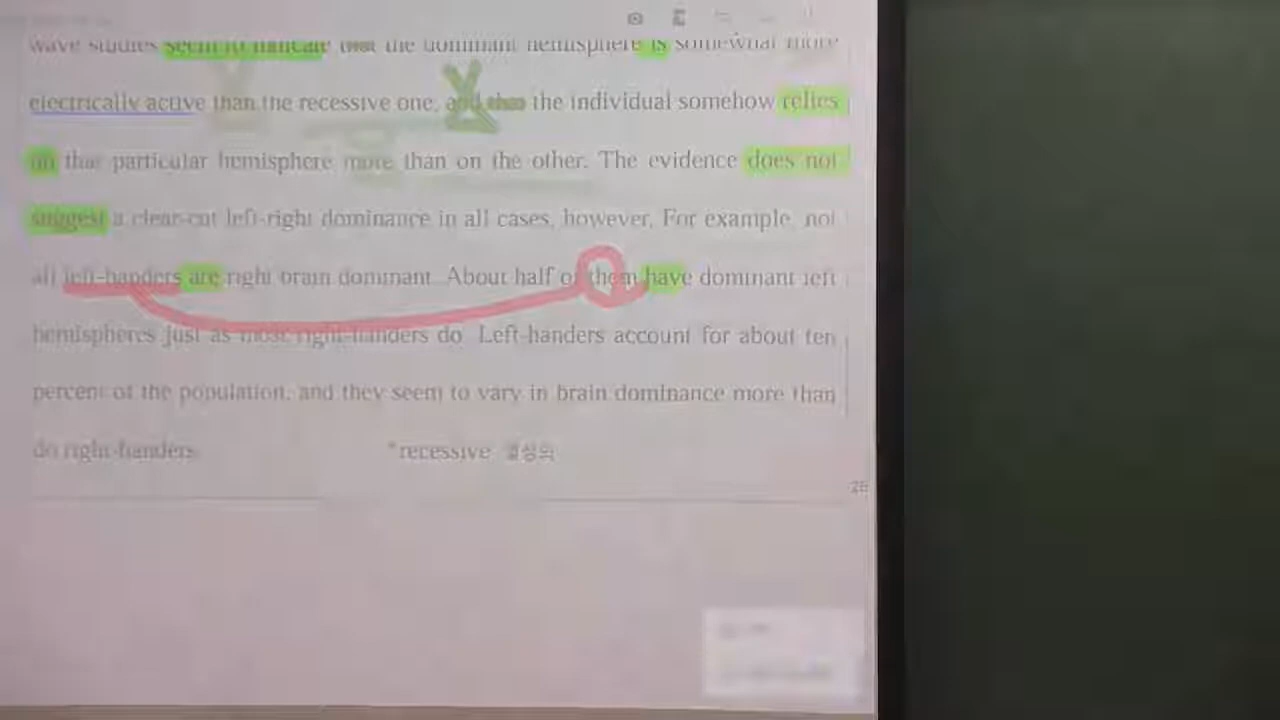 wave studies seem to indicate that the dominant hemisphere is somewhat more
electrically active than the recessive one, and that the individual somehow relies
on that particular hemisphere more than on the other. The evidence does not
suggest a clear-cut left-right dominance in all cases, however. For example, not
all left-handers are right brain dominant. About half of them have dominant left
hemispheres just as most right-handers do. Left-handers account for about ten
percent of the population, and they seem to vary in brain dominance more than
do right-handers.
*recessive 열성의